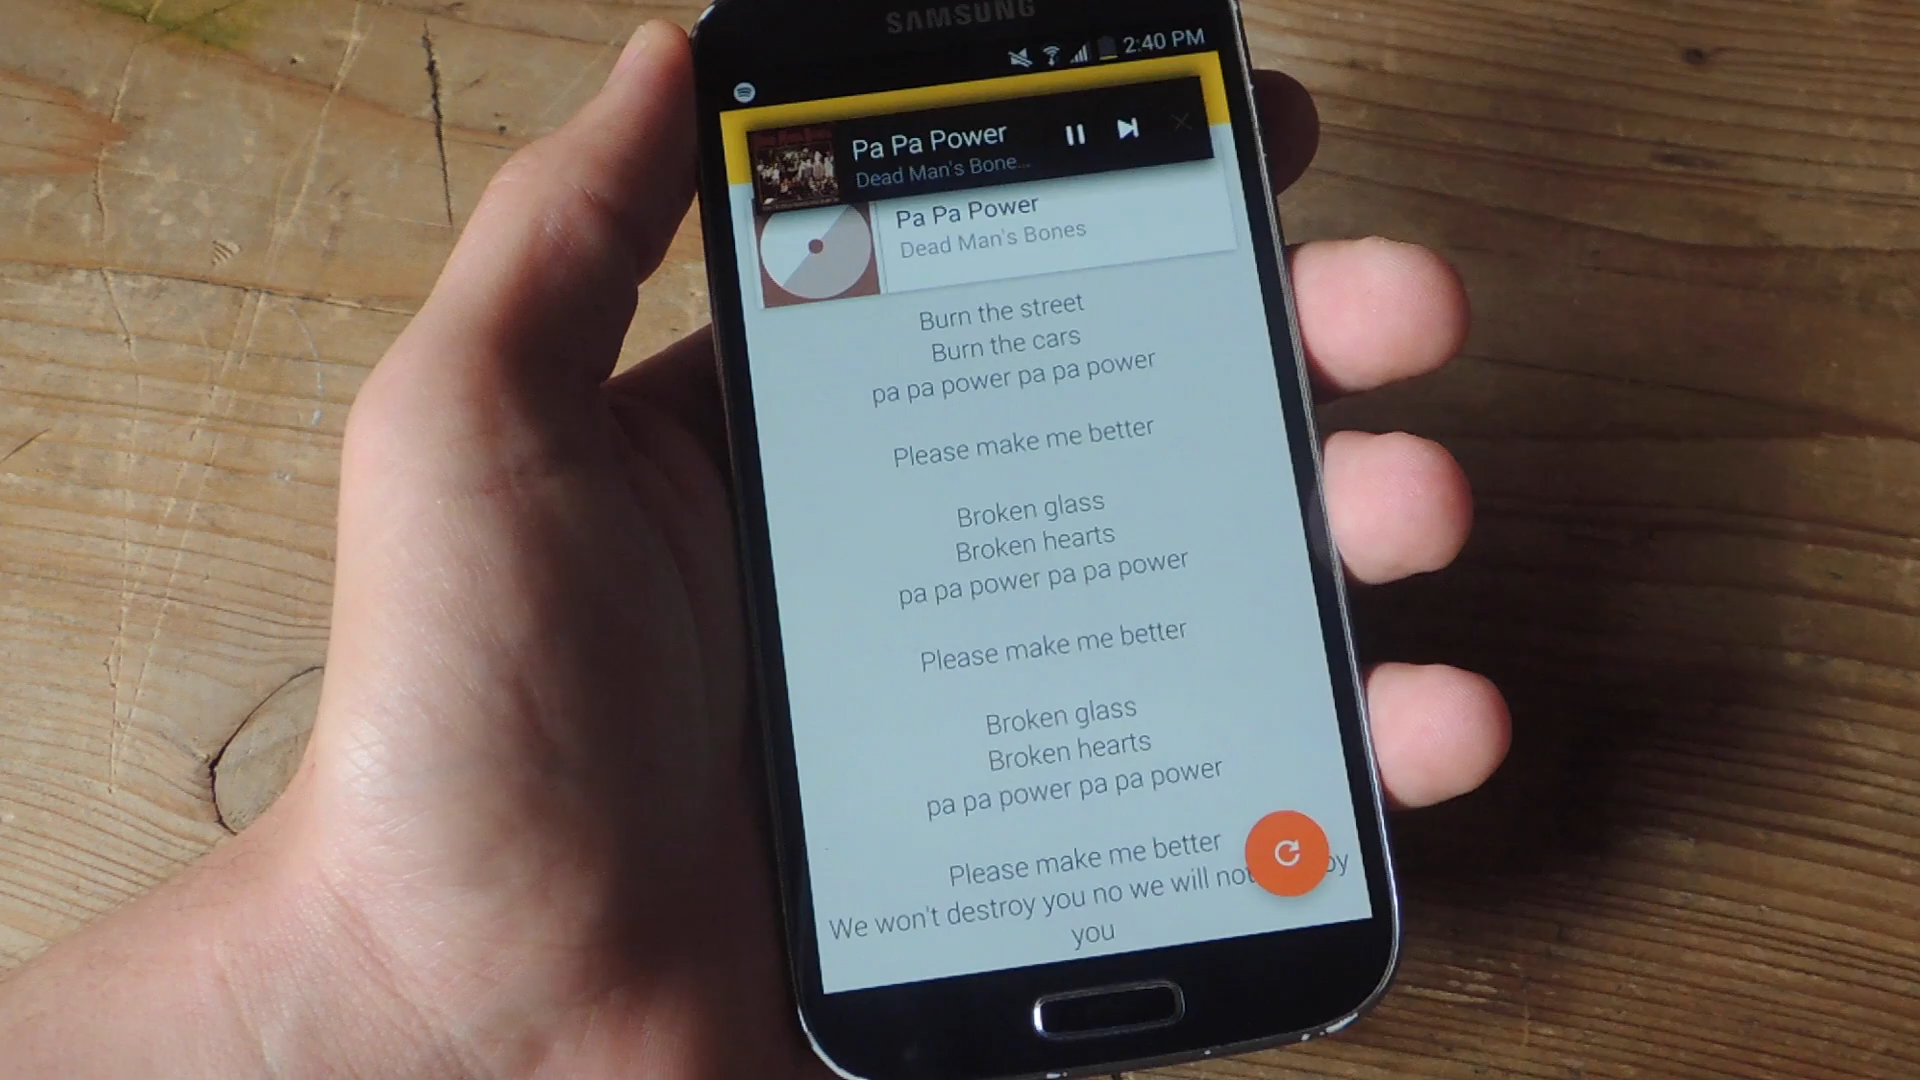 SAMSUNG
2:40 PM
Pa Pa Power
Dead Man's Bone...
Pa Pa Power
Dead Man's Bones
Burn the street
Burn the cars
pa pa power pa pa power
Please make me better
Broken glass
Broken hearts
pa pa power pa pa power
Please make me better
Broken glass
Broken hearts
pa pa power pa pa power
Please make me better
We won't destroy you no we will not
you